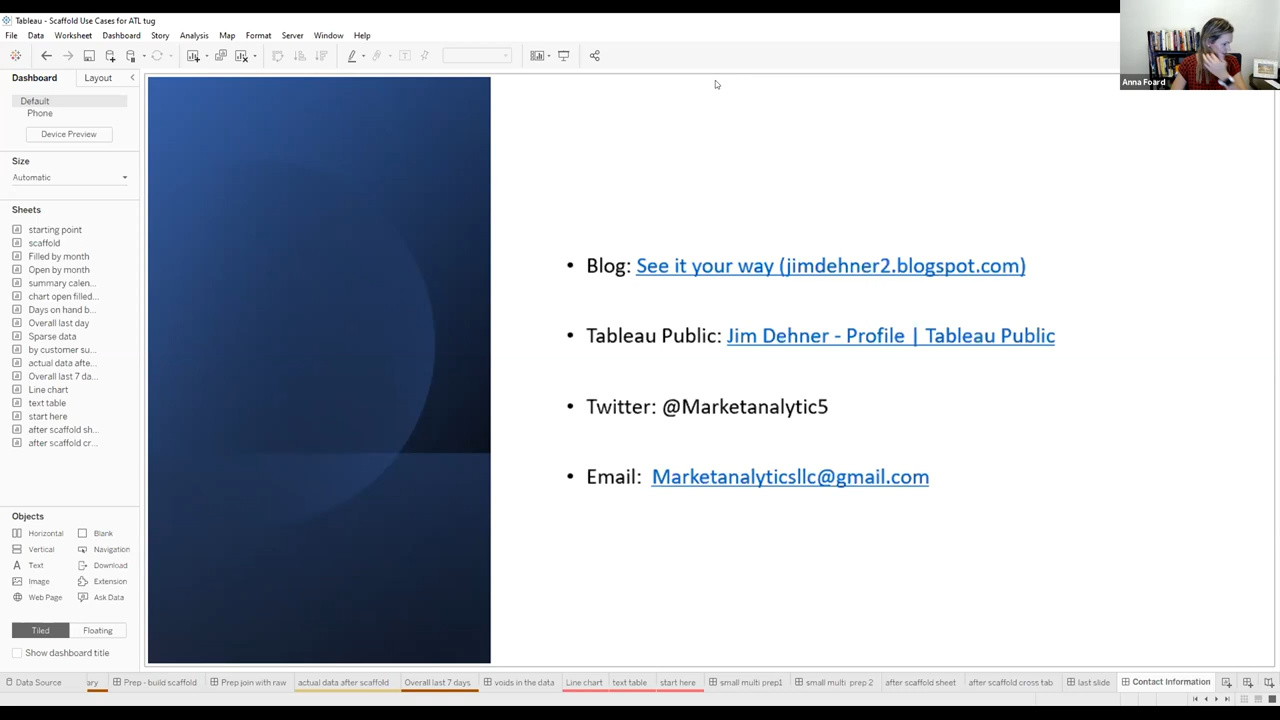 Tableau - Scaffold Use Cases for ATL tug
File Data Worksheet Dashboard Story Analysis Map Format Server Window Help
Anna Foard
Dashboard Layout
Default
Phone
Device Preview
Size
Automatic
Sheets
starting point
scaffold
Filled by month
Open by month
summary calen...
chart open filled...
Days on hand b...
Overall last day
Sparse data
by customer su...
actual data afte...
Overall last 7 da...
Line chart
text table
start here
after scaffold sh...
after scaffold cr...
Objects
Horizontal Blank
Vertical Navigation
Text Download
Image Extension
Web Page Ask Data
Tiled Floating
Show dashboard title
• Blog: See it your way (jimdehner2.blogspot.com)
• Tableau Public: Jim Dehner - Profile | Tableau Public
• Twitter: @Marketanalytic5
• Email: Marketanalyticsllc@gmail.com
Data Source ary Prep - build scaffold Prep join with raw actual data after scaffold Overall last 7 days voids in the data Line chart text table start here small multi prep1 small multi prep 2 after scaffold sheet after scaffold cross tab last slide Contact Information